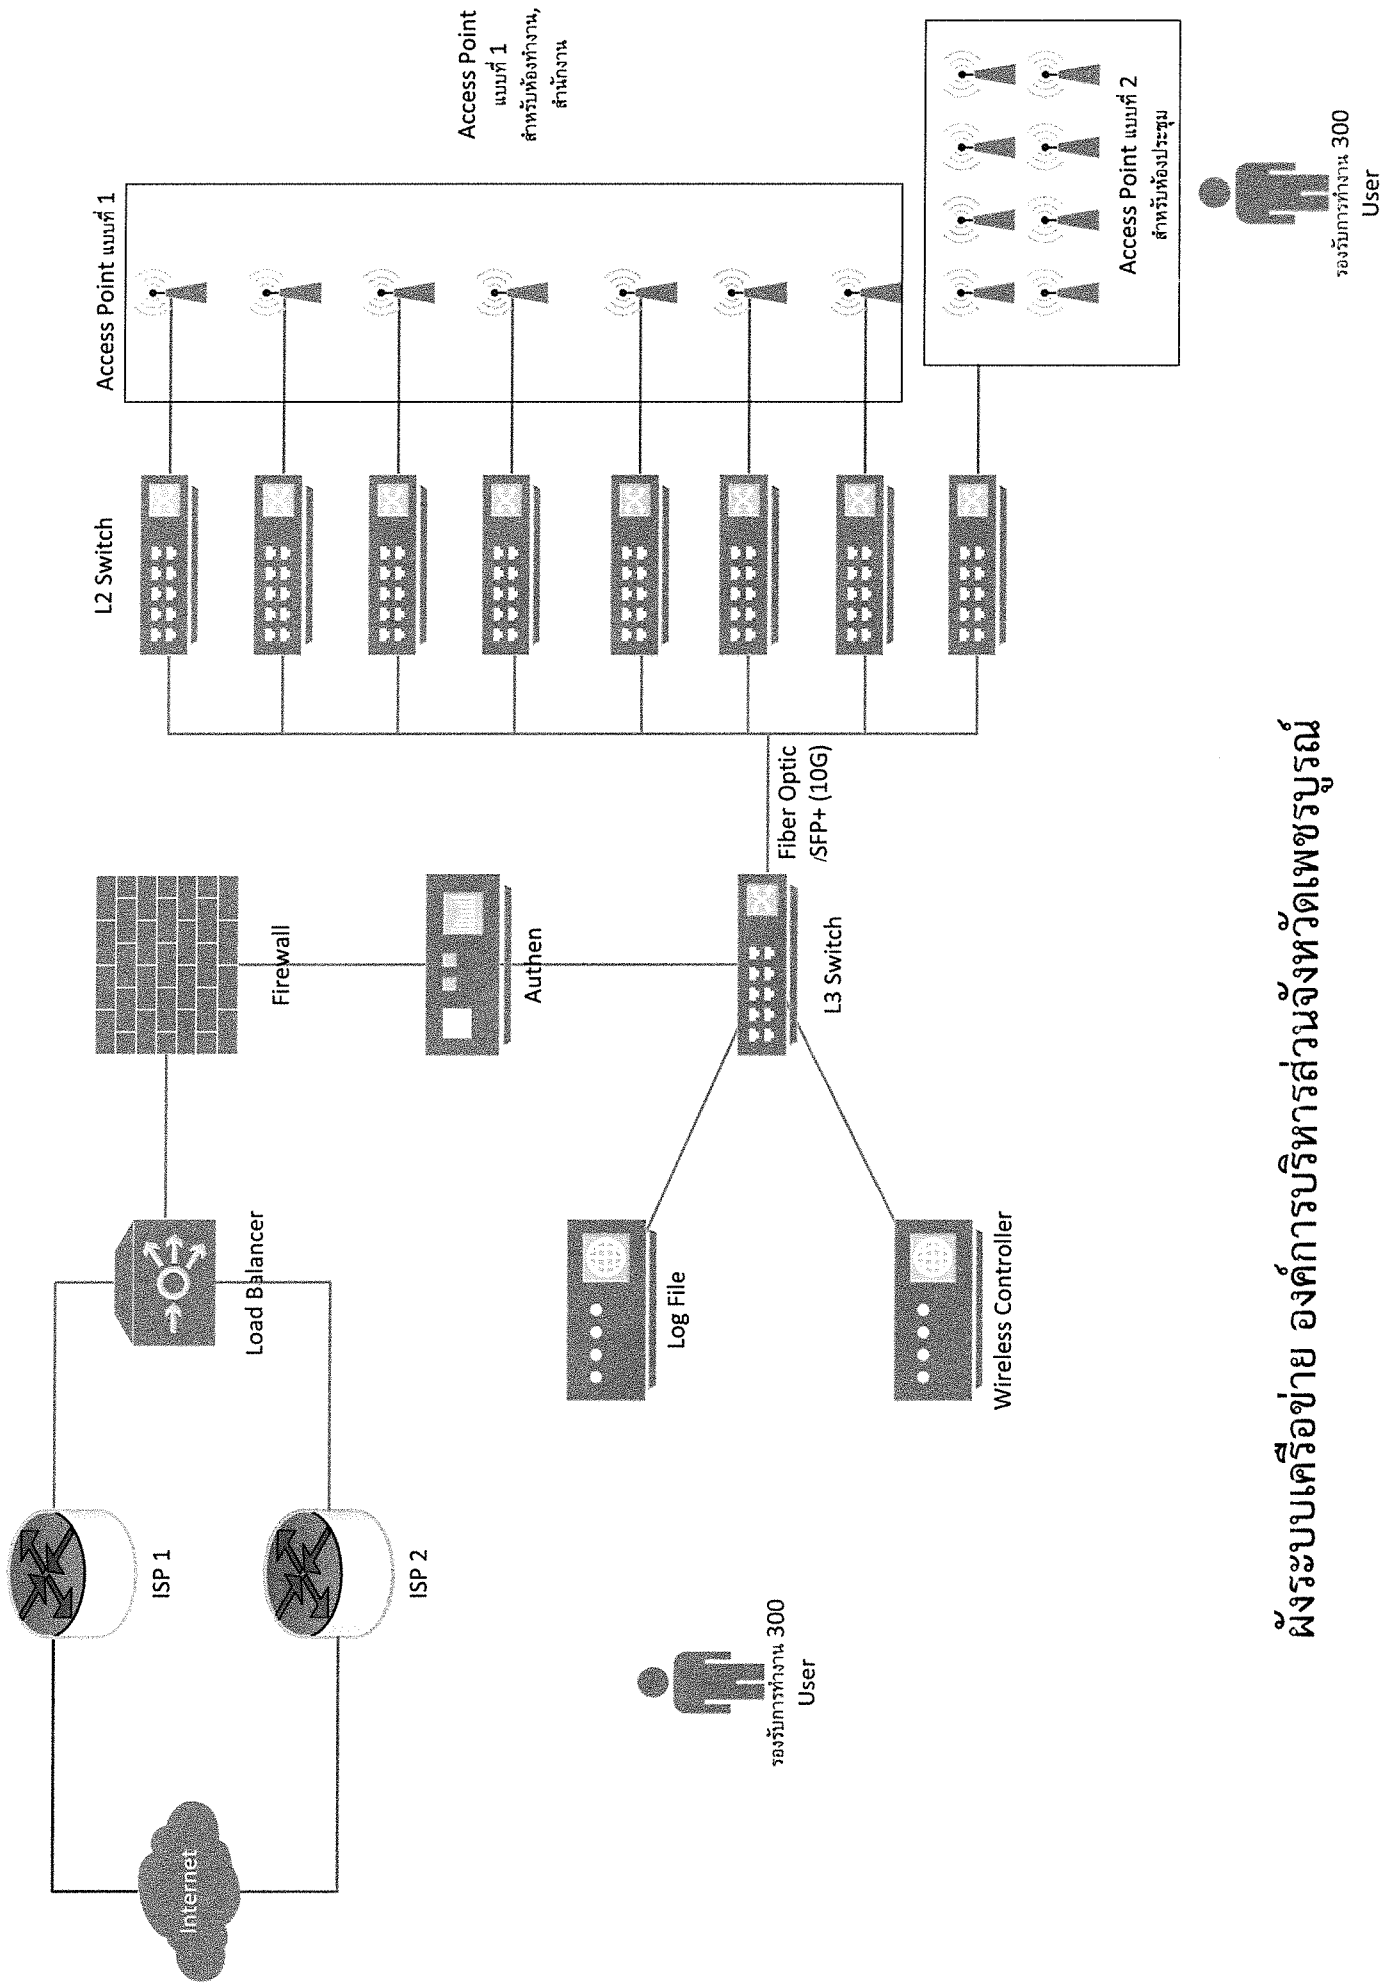 Internet
ISP 1
ISP 2
Load Balancer
Firewall
Authen
Log File
Wireless Controller
L3 Switch
Fiber Optic
/SFP+ (10G)
L2 Switch
Access Point แบบที่ 1
Access Point
แบบที่ 1
สำหรับห้องทำงาน,
สำนักงาน
Access Point แบบที่ 2
สำหรับห้องประชุม
รองรับการทำงาน 300
User
รองรับการทำงาน 300
User
ผังระบบเครือข่าย องค์การบริหารส่วนจังหวัดเพชรบูรณ์